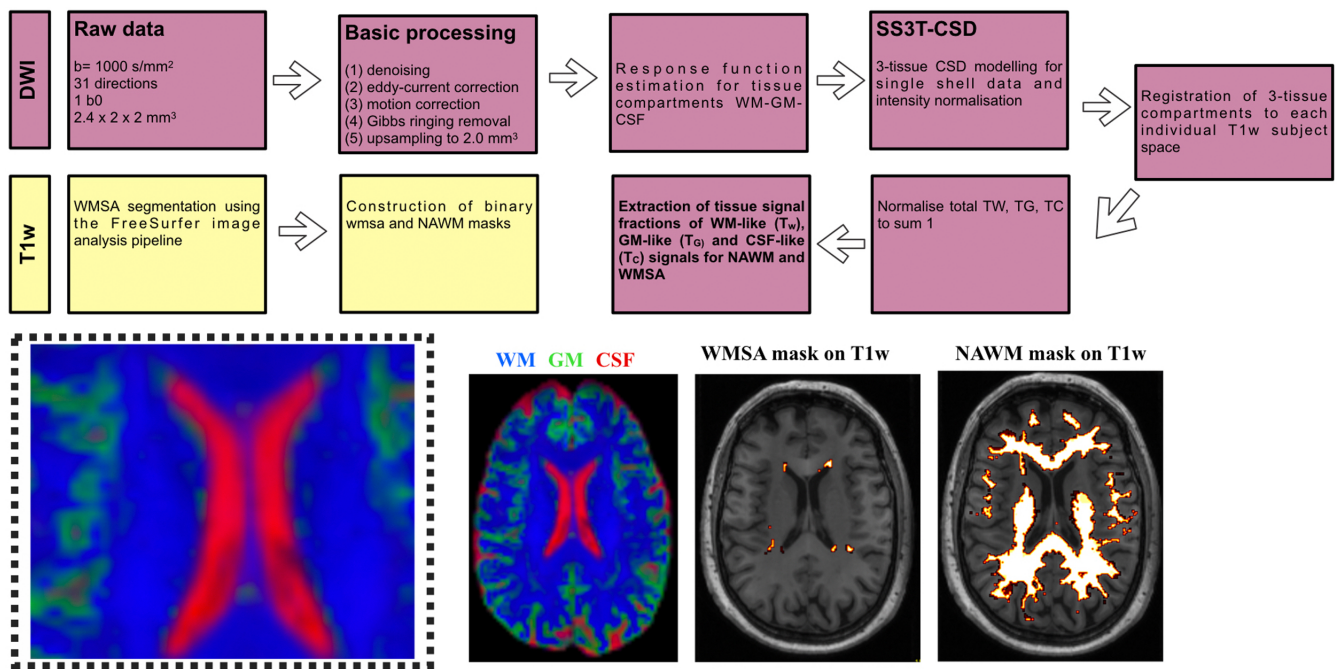 DWI
Raw data
b= 1000 s/mm²
31 directions
1 b0
2.4 x 2 x 2 mm³
Basic processing
(1) denoising
(2) eddy-current correction
(3) motion correction
(4) Gibbs ringing removal
(5) upsampling to 2.0 mm³
Response function
estimation for tissue
compartments WM-GM-
CSF
SS3T-CSD
3-tissue CSD modelling for
single shell data and
intensity normalisation
Registration of 3-tissue
compartments to each
individual T1w subject
space
T1w
WMSA segmentation using
the FreeSurfer image
analysis pipeline
Construction of binary
wmsa and NAWM masks
Extraction of tissue signal
fractions of WM-like (Tw),
GM-like (TG) and CSF-like
(TC) signals for NAWM and
WMSA
Normalise total TW, TG, TC
to sum 1
WM GM CSF
WMSA mask on T1w
NAWM mask on T1w